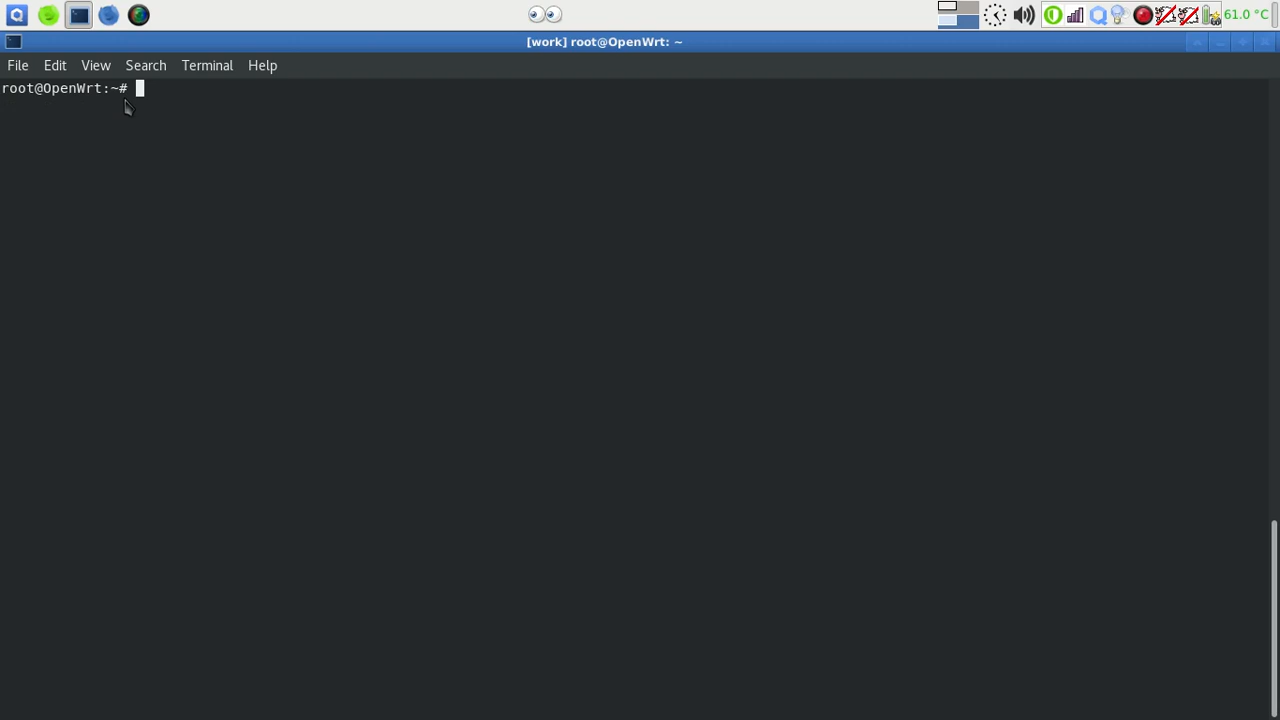 61.0 °C
[work] root@OpenWrt: ~
File Edit View Search Terminal Help
root@OpenWrt:~#